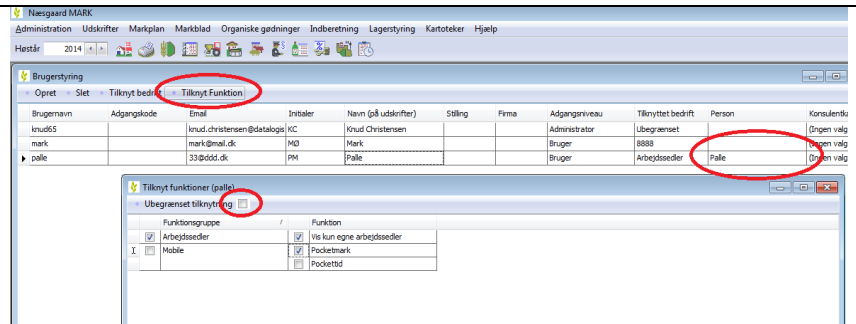 Næsgaard MARK
Administration Udskrifter Markplan Markblad Organiske gødninger Indberetning Lagerstyring Kartoteker Hjælp
Høstår 2014
Brugerstyring
Opret Slet Tilknyt bedrift Tilknyt Funktion
Brugernavn Adgangskode Email Initialer Navn (på udskrifter) Stilling Firma Adgangsniveau Tilknyttet bedrift Person Konsulentka
knud65 knud.christensen@datalogis KC Knud Christensen Administrator Ubegrænset (Ingen valg
mark mark@mail.dk MØ Mark Bruger 8888 (Ingen valg
palle 33@ddd.dk PM Palle Bruger Arbejdssedler Palle (Ingen valg
Tilknyt funktioner (palle)
Ubegrænset tilknytning
Funktionsgruppe / Funktion
Arbejdssedler Vis kun egne arbejdssedler
Mobile Pocketmark
Pockettid